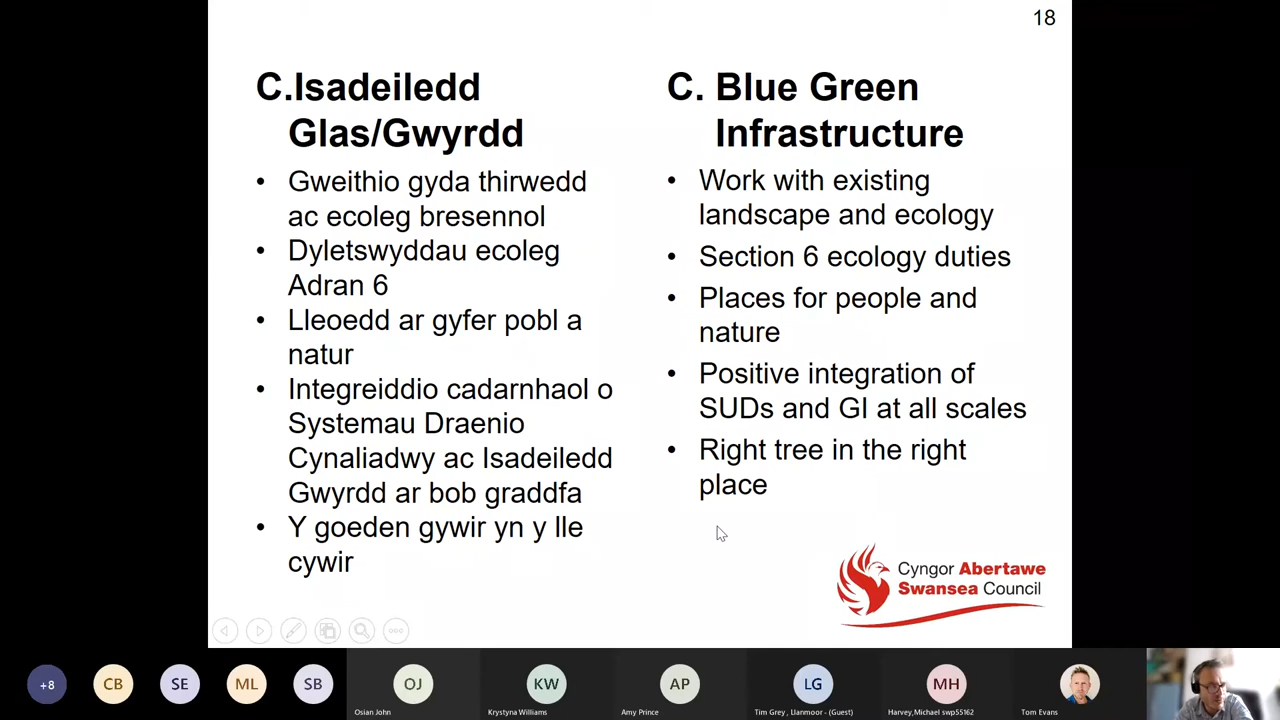 18
C.Isadeiledd
Glas/Gwyrdd
• Gweithio gyda thirwedd
ac ecoleg bresennol
• Dyletswyddau ecoleg
Adran 6
• Lleoedd ar gyfer pobl a
natur
• Integreiddio cadarnhaol o
Systemau Draenio
Cynaliadwy ac Isadeiledd
Gwyrdd ar bob graddfa
• Y goeden gywir yn y lle
cywir
C. Blue Green
Infrastructure
• Work with existing
landscape and ecology
• Section 6 ecology duties
• Places for people and
nature
• Positive integration of
SUDs and GI at all scales
• Right tree in the right
place
Cyngor Abertawe
Swansea Council
+8
CB
SE
ML
SB
OJ
Osian John
KW
Krystyna Williams
AP
Amy Prince
LG
Tim Grey , Llanmoor - (Guest)
MH
Harvey,Michael swp55162
Tom Evans